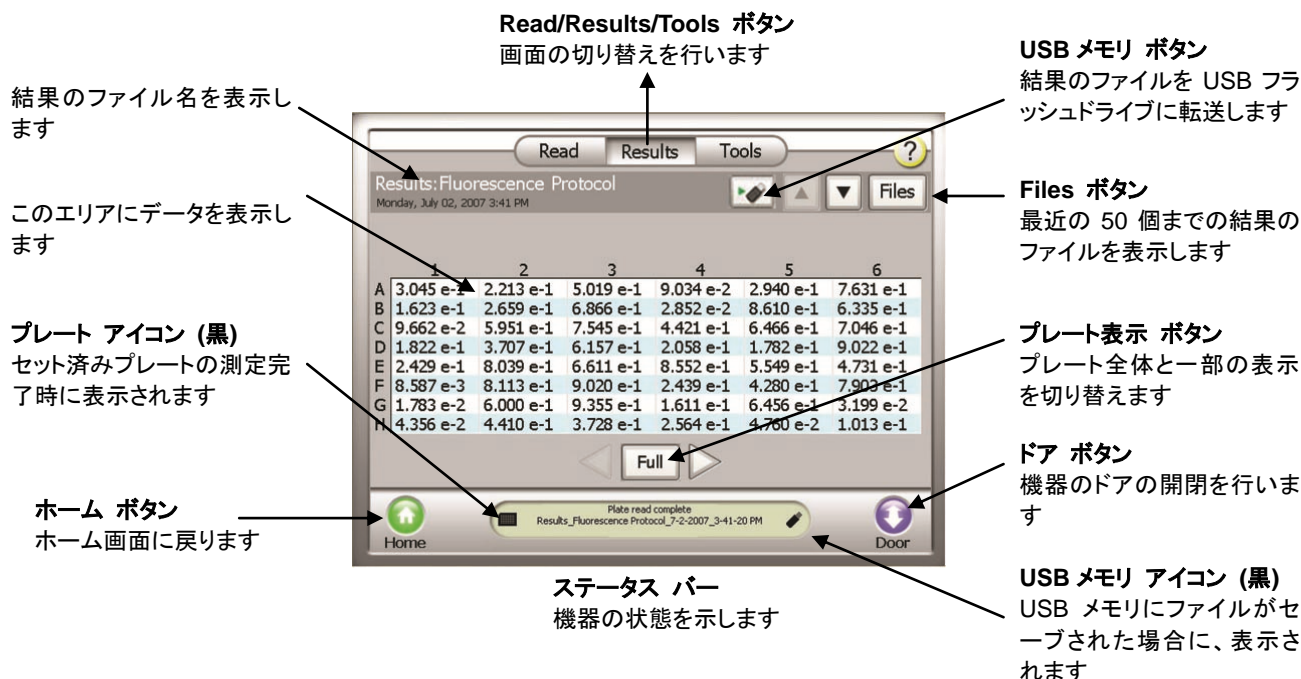 Read/Results/Tools ボタン
画面の切り替えを行います
USB メモリ ボタン
結果のファイルを USB フラ
ッシュドライブに転送します
結果のファイル名を表示し
ます
Read Results Tools ?
Results:Fluorescence Protocol
Monday, July 02, 2007 3:41 PM
Files
Files ボタン
最近の 50 個までの結果の
ファイルを表示します
このエリアにデータを表示し
ます
1 2 3 4 5 6
A 3.045 e-1 2.213 e-1 5.019 e-1 9.034 e-2 2.940 e-1 7.631 e-1
B 1.623 e-1 2.659 e-1 6.866 e-1 2.852 e-2 8.610 e-1 6.335 e-1
C 9.662 e-2 5.951 e-1 7.545 e-1 4.421 e-1 6.466 e-1 7.046 e-1
D 1.822 e-1 3.707 e-1 6.157 e-1 2.058 e-1 1.782 e-1 9.022 e-1
E 2.429 e-1 8.039 e-1 6.611 e-1 8.552 e-1 5.549 e-1 4.731 e-1
F 8.587 e-3 8.113 e-1 9.020 e-1 2.439 e-1 4.280 e-1 7.903 e-1
G 1.783 e-2 6.000 e-1 9.355 e-1 1.611 e-1 6.456 e-1 3.199 e-2
H 4.356 e-2 4.410 e-1 3.728 e-1 2.564 e-1 4.760 e-2 1.013 e-1
プレート アイコン (黒)
セット済みプレートの測定完
了時に表示されます
プレート表示 ボタン
プレート全体と一部の表示
を切り替えます
Full
ドア ボタン
機器のドアの開閉を行いま
す
ホーム ボタン
ホーム画面に戻ります
Plate read complete
Results_Fluorescence Protocol_7-2-2007_3-41-20 PM
Home
Door
ステータス バー
機器の状態を示します
USB メモリ アイコン (黒)
USB メモリにファイルがセ
ーブされた場合に、表示さ
れます